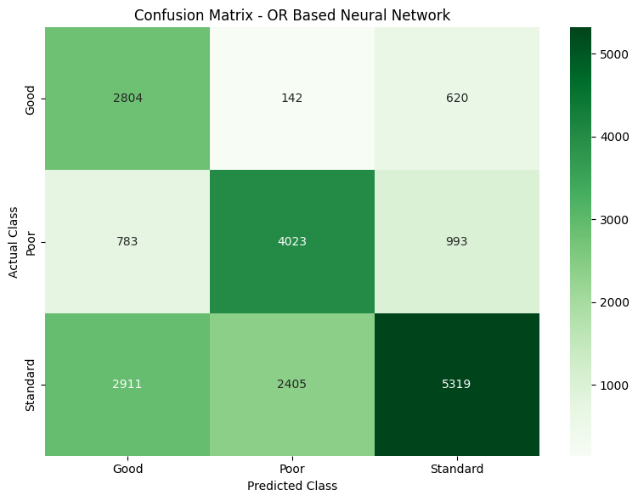 Confusion Matrix - OR Based Neural Network
Good
2804
142
620
Poor
783
4023
993
Standard
2911
2405
5319
Good
Poor
Standard
Predicted Class
Actual Class
5000
4000
3000
2000
1000